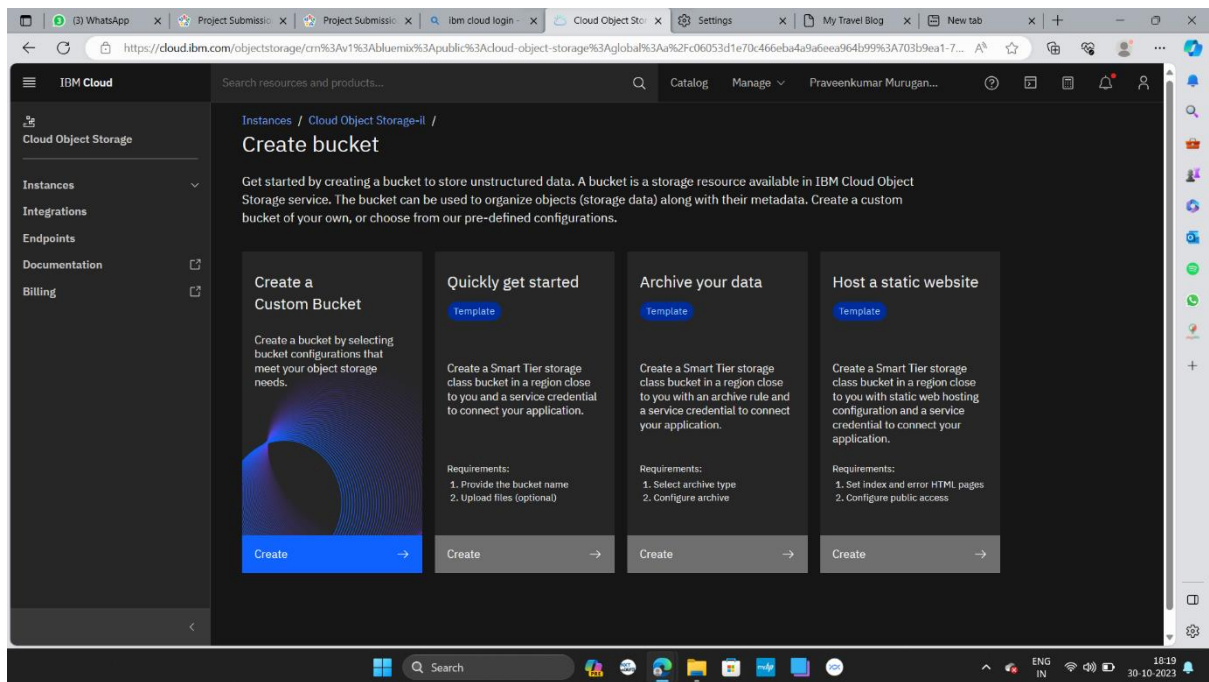 (3) WhatsApp
Project Submissio
Project Submissio
ibm cloud login -
Cloud Object Stor
Settings
My Travel Blog
New tab
https://cloud.ibm.com/objectstorage/crn%3Av1%3Abluemix%3Apublic%3Acloud-object-storage%3Aglobal%3Aa%2Fc06053d1e70c466eba4a9a6eea964b99%3A703b9ea1-7...
IBM Cloud
Search resources and products...
Catalog
Manage
Praveenkumar Murugan...
Cloud Object Storage
Instances
Integrations
Endpoints
Documentation
Billing
Instances / Cloud Object Storage-il /
Create bucket
Get started by creating a bucket to store unstructured data. A bucket is a storage resource available in IBM Cloud Object
Storage service. The bucket can be used to organize objects (storage data) along with their metadata. Create a custom
bucket of your own, or choose from our pre-defined configurations.
Create a
Custom Bucket
Create a bucket by selecting
bucket configurations that
meet your object storage
needs.
Create
Quickly get started
Template
Create a Smart Tier storage
class bucket in a region close
to you and a service credential
to connect your application.
Requirements:
1. Provide the bucket name
2. Upload files (optional)
Create
Archive your data
Template
Create a Smart Tier storage
class bucket in a region close
to you with an archive rule and
a service credential to connect
your application.
Requirements:
1. Select archive type
2. Configure archive
Create
Host a static website
Template
Create a Smart Tier storage
class bucket in a region close
to you with static web hosting
configuration and a service
credential to connect your
application.
Requirements:
1. Set index and error HTML pages
2. Configure public access
Create
Search
ENG
IN
18:19
30-10-2023